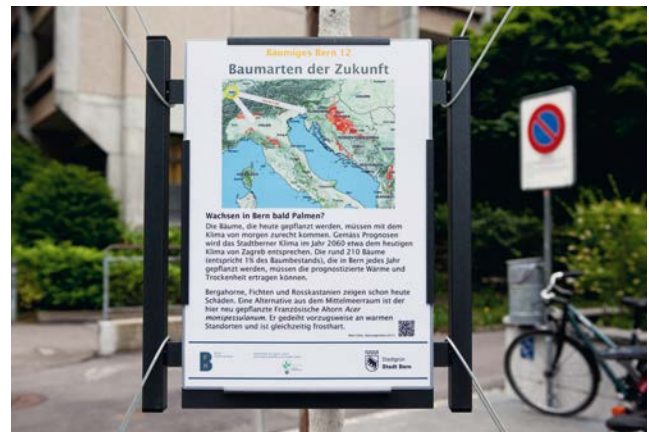 Bäumiges Bern 12
Baumarten der Zukunft
Wachsen in Bern bald Palmen?
Die Bäume, die heute gepflanzt werden, müssen mit dem
Klima von morgen zurecht kommen. Gemäss Prognosen
wird das Stadtberner Klima im Jahr 2060 etwa dem heutigen
Klima von Zagreb entsprechen. Die rund 210 Bäume
(entspricht 1% des Baumbestands), die in Bern jedes Jahr
gepflanzt werden, müssen die prognostizierte Wärme und
Trockenheit ertragen können.
Bergahorne, Fichten und Rosskastanien zeigen schon heute
Schäden. Eine Alternative aus dem Mittelmeerraum ist der
hier neu gepflanzte Französische Ahorn Acer
monspessulanum. Er gedeiht vorzugsweise an warmen
Standorten und ist gleichzeitig frosthart.
B
Stadtgrün
Stadt Bern